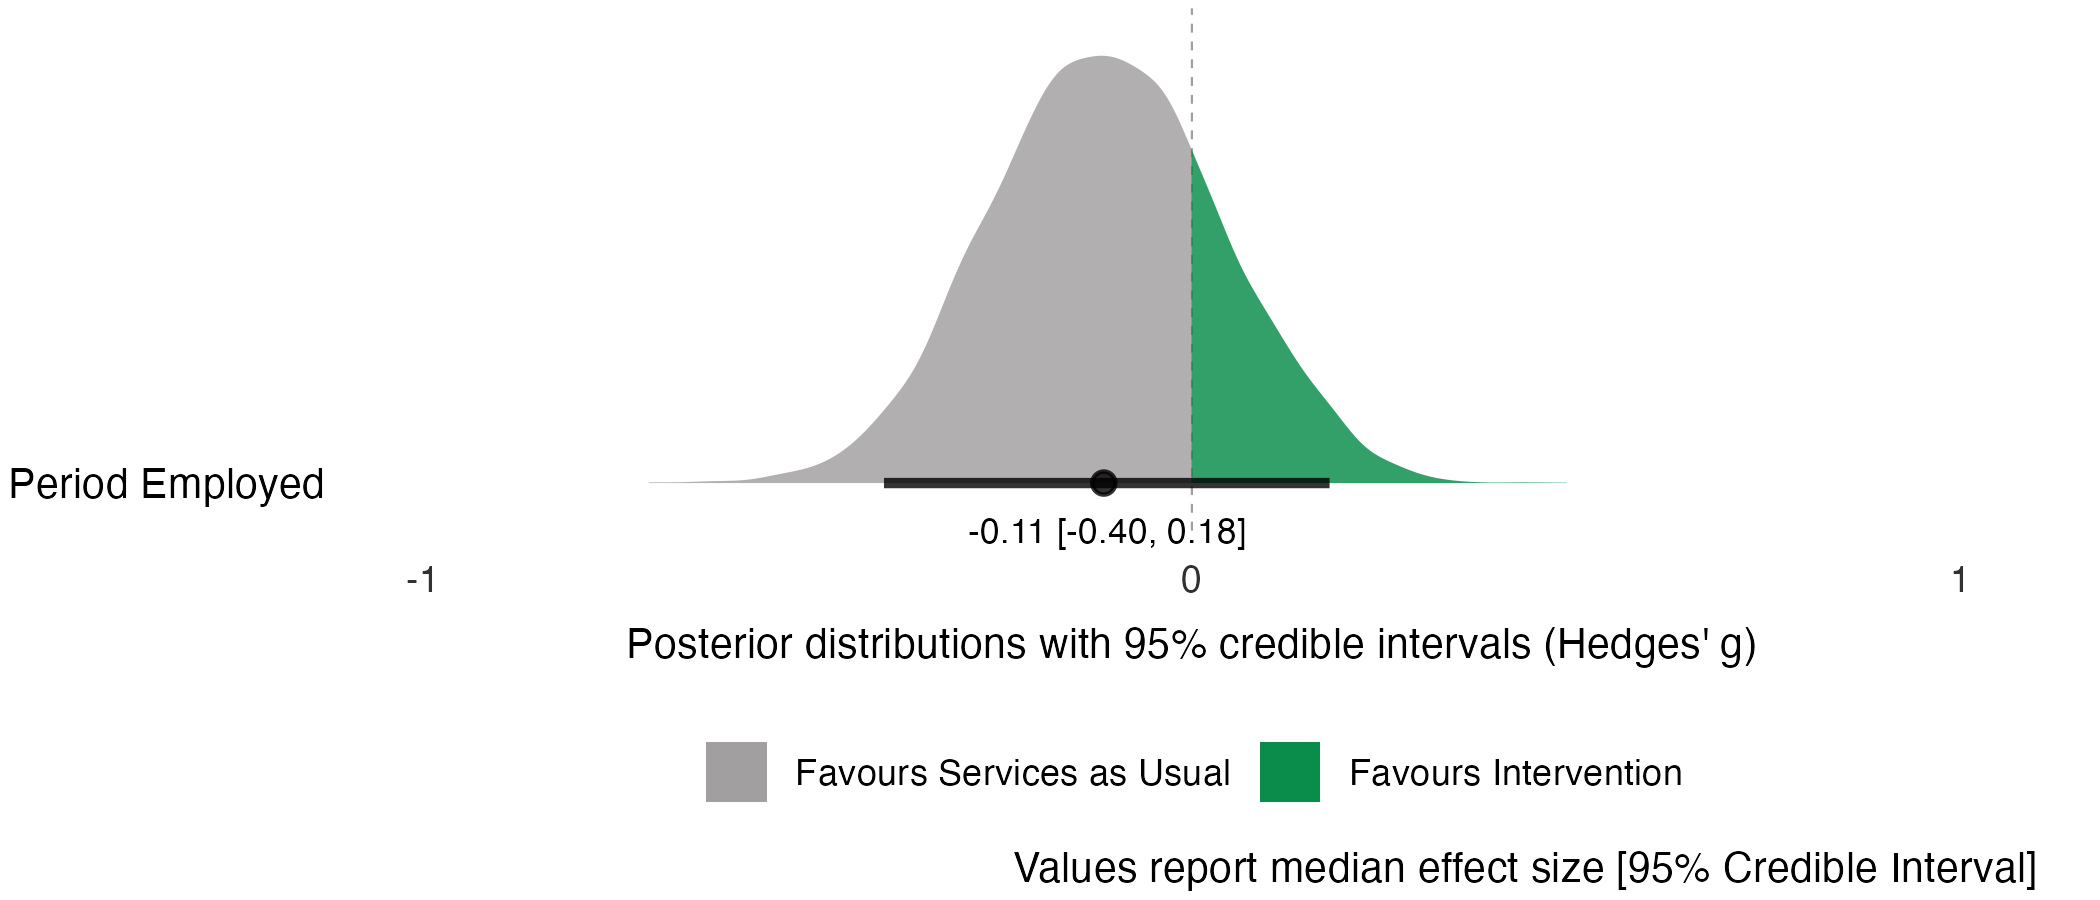 Period Employed
-0.11 [-0.40, 0.18]
-1 0 1
Posterior distributions with 95% credible intervals (Hedges' g)
Favours Services as Usual Favours Intervention
Values report median effect size [95% Credible Interval]